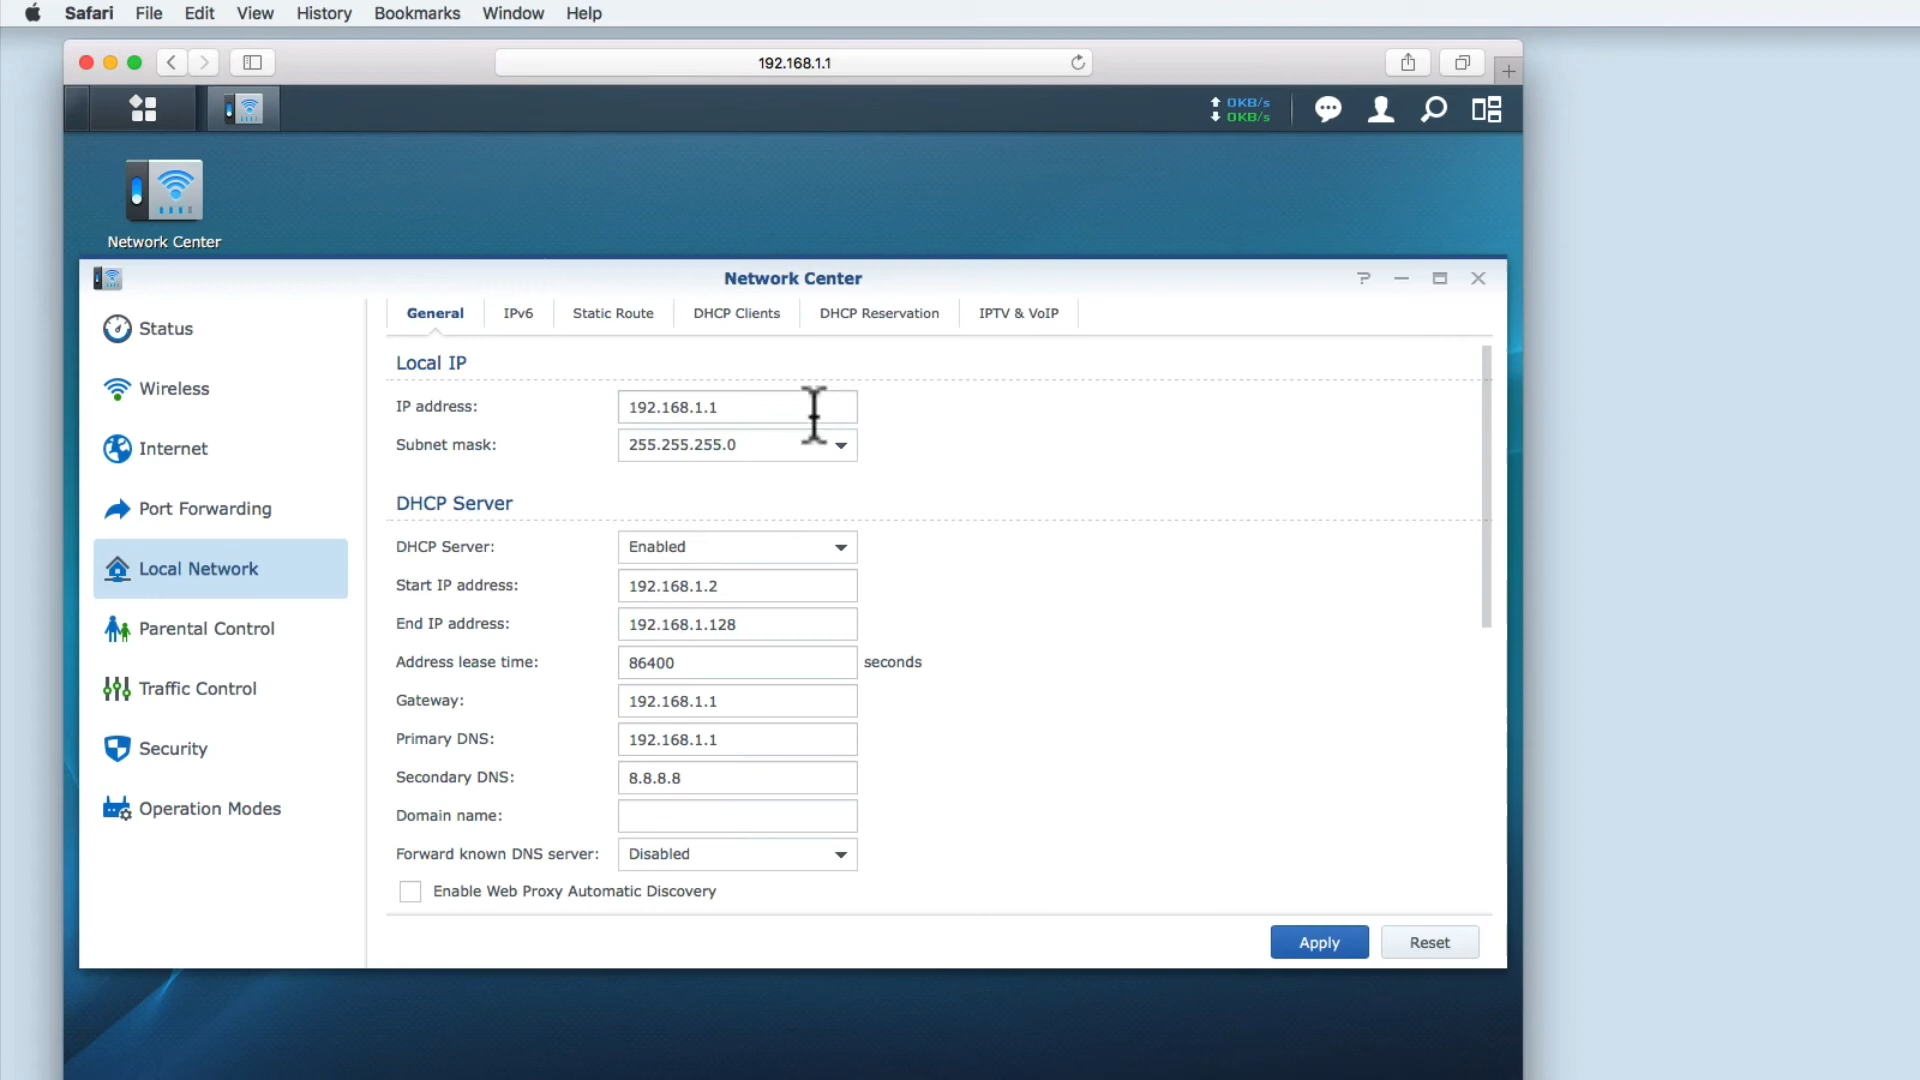 Safari File Edit View History Bookmarks Window Help
192.168.1.1
0KB/s
0KB/s
Network Center
Network Center
Status
Wireless
Internet
Port Forwarding
Local Network
Parental Control
Traffic Control
Security
Operation Modes
General IPv6 Static Route DHCP Clients DHCP Reservation IPTV & VoIP
Local IP
IP address: 192.168.1.1
Subnet mask: 255.255.255.0
DHCP Server
DHCP Server: Enabled
Start IP address: 192.168.1.2
End IP address: 192.168.1.128
Address lease time: 86400 seconds
Gateway: 192.168.1.1
Primary DNS: 192.168.1.1
Secondary DNS: 8.8.8.8
Domain name:
Forward known DNS server: Disabled
Enable Web Proxy Automatic Discovery
Apply Reset